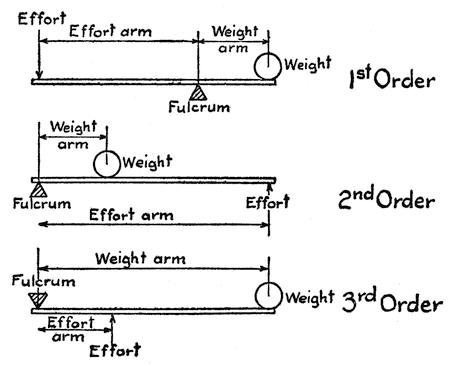 Effort
Effort arm
Weight
arm
Weight
1st Order
Fulcrum
Weight
arm
Weight
Fulcrum
Effort
2nd Order
Effort arm
Weight arm
Fulcrum
Weight
3rd Order
Effort
arm
Effort